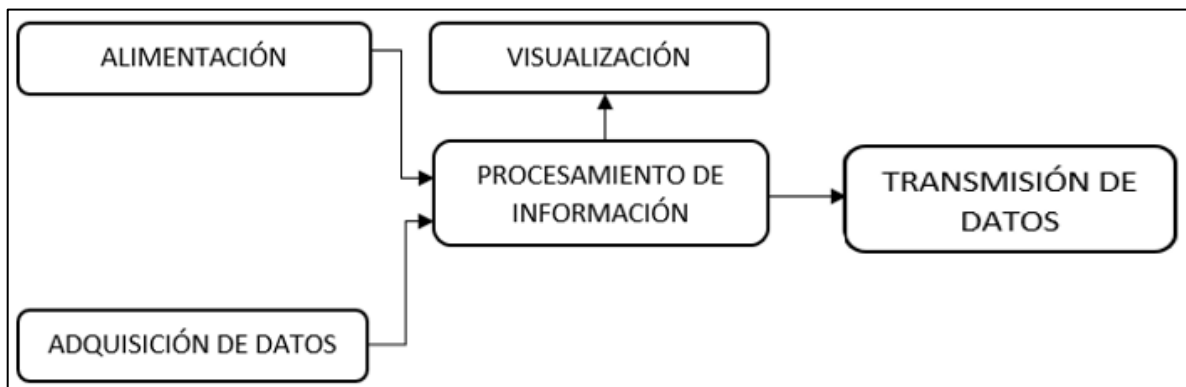 ALIMENTACIÓN
VISUALIZACIÓN
PROCESAMIENTO DE
INFORMACIÓN
TRANSMISIÓN DE
DATOS
ADQUISICIÓN DE DATOS